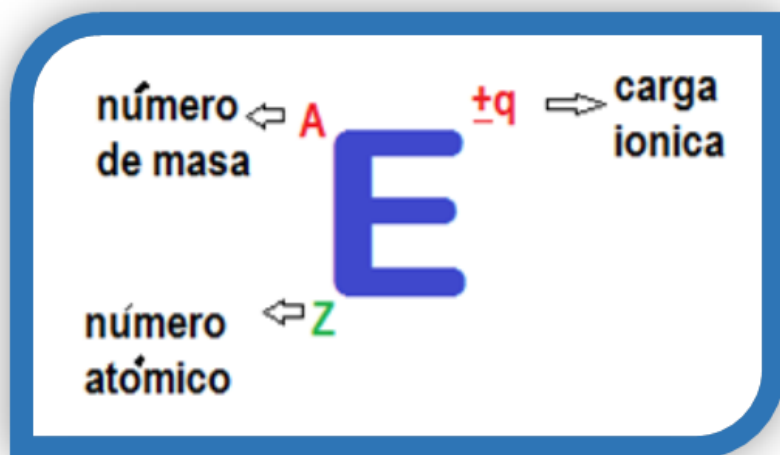 número
de masa
A
±q
carga
ionica
E
número
atómico
Z